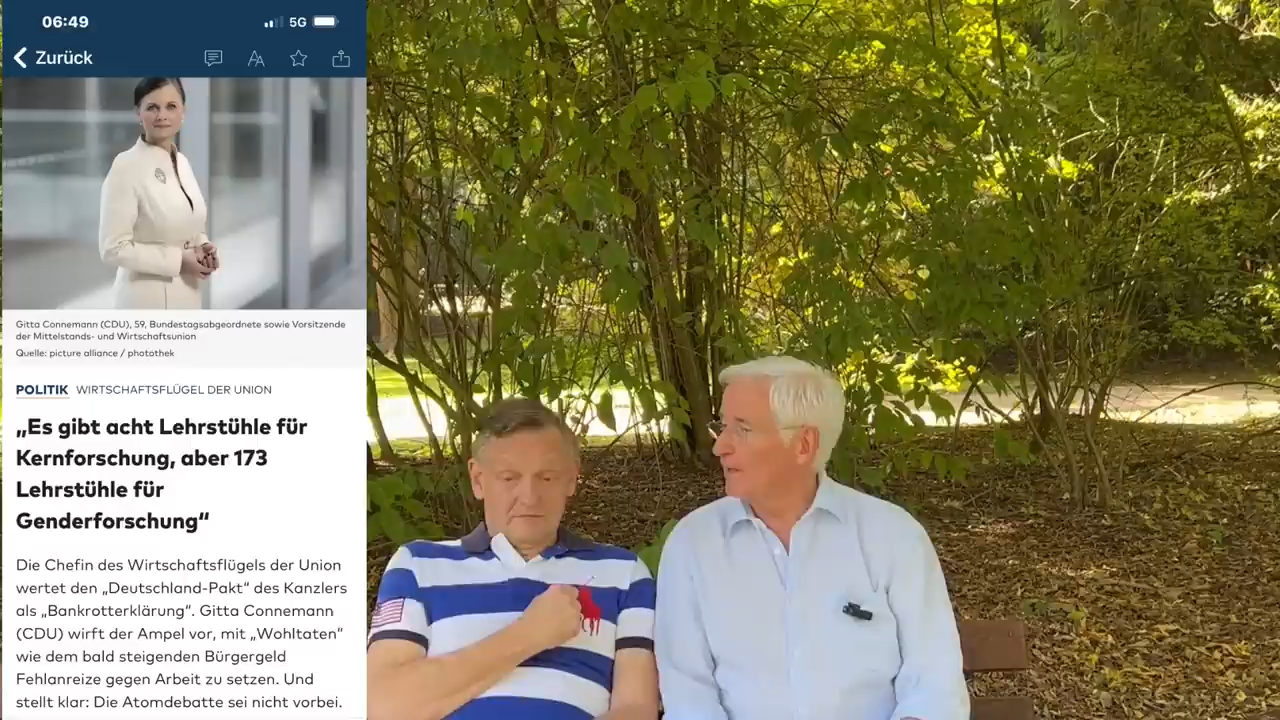 06:49
5G
Zurück
AA
Gitta Connemann (CDU), 59, Bundestagsabgeordnete sowie Vorsitzende
der Mittelstands- und Wirtschaftsunion
Quelle: picture alliance / photothek
POLITIK WIRTSCHAFTSFLÜGEL DER UNION
„Es gibt acht Lehrstühle für
Kernforschung, aber 173
Lehrstühle für
Genderforschung“
Die Chefin des Wirtschaftsflügels der Union
wertet den „Deutschland-Pakt“ des Kanzlers
als „Bankrotterklärung“. Gitta Connemann
(CDU) wirft der Ampel vor, mit „Wohltaten“
wie dem bald steigenden Bürgergeld
Fehlanreize gegen Arbeit zu setzen. Und
stellt klar: Die Atomdebatte sei nicht vorbei.